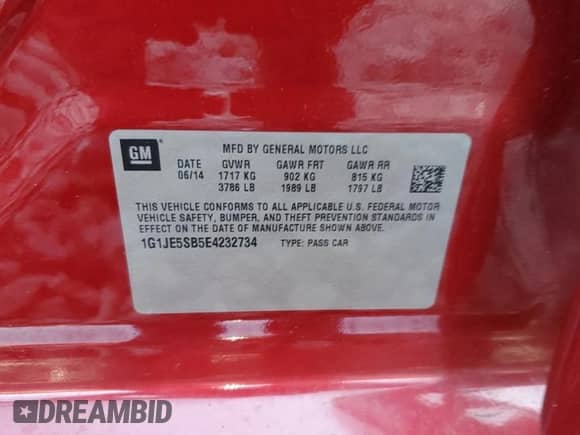 GM
MFD BY GENERAL MOTORS LLC
DATE GVWR GAWR FRT GAWR RR
06/14 1717 KG 902 KG 815 KG
3786 LB 1989 LB 1797 LB
THIS VEHICLE CONFORMS TO ALL APPLICABLE U.S. FEDERAL MOTOR
VEHICLE SAFETY, BUMPER, AND THEFT PREVENTION STANDARDS IN
EFFECT ON THE DATE OF MANUFACTURE SHOWN ABOVE.
1G1JE5SB5E4232734 TYPE: PASS CAR
DREAMBID